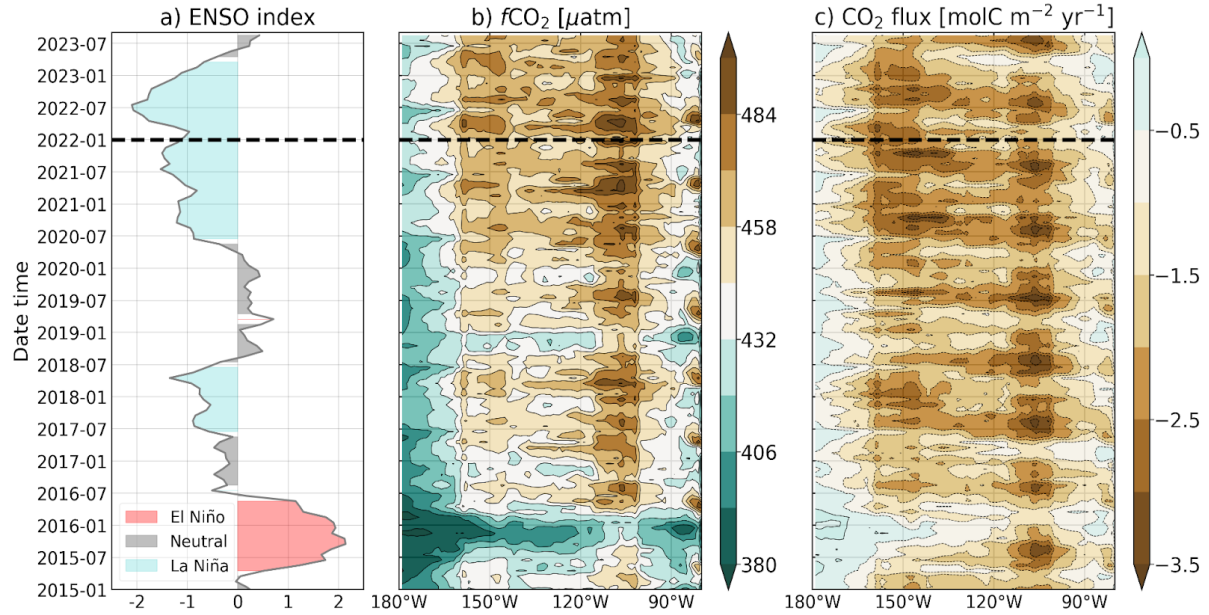 a) ENSO index
b) fCO₂ [μatm]
c) CO₂ flux [molC m⁻² yr⁻¹]
Date time
2023-07
2023-01
2022-07
2022-01
2021-07
2021-01
2020-07
2020-01
2019-07
2019-01
2018-07
2018-01
2017-07
2017-01
2016-07
2016-01
2015-07
2015-01
El Niño
Neutral
La Niña
-2 -1 0 1 2
180°W 150°W 120°W 90°W
484
458
432
406
380
180°W 150°W 120°W 90°W
−0.5
−1.5
−2.5
−3.5